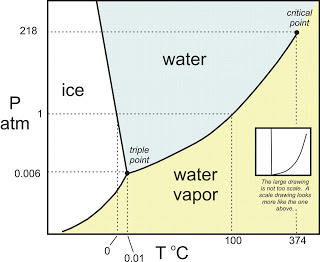 critical
point
218
water
ice
P
atm
1
triple
point
0.006
water
vapor
The large drawing
is not too scale. A
scale drawing looks
more like the one
above..
0
0.01
T °C
100
374